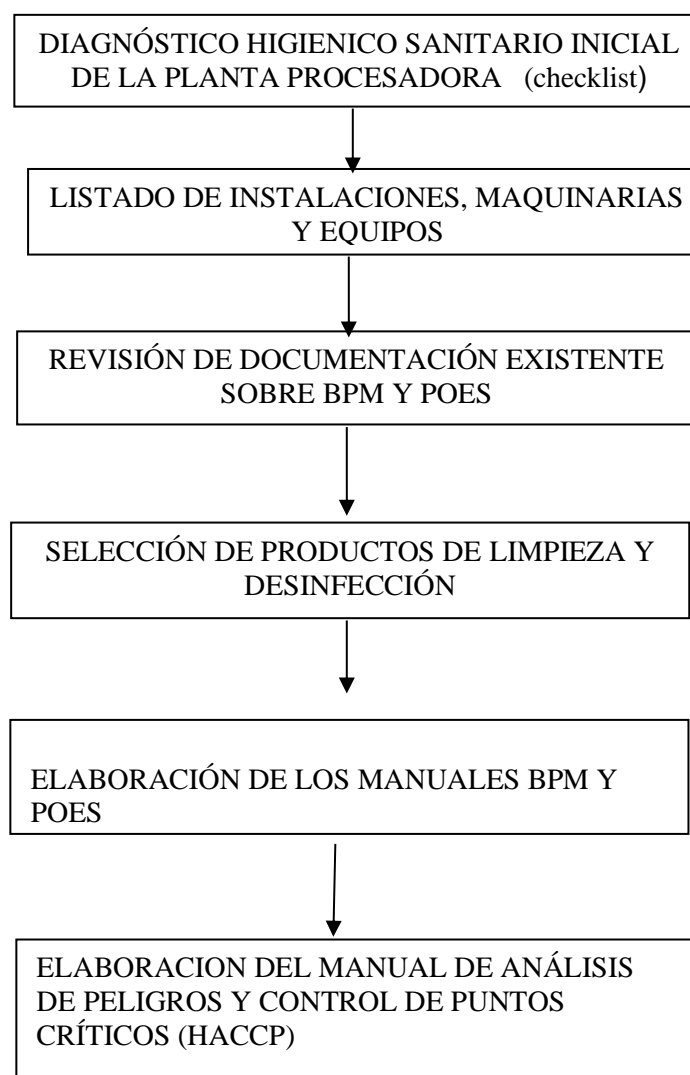 DIAGNÓSTICO HIGIENICO SANITARIO INICIAL
DE LA PLANTA PROCESADORA (checklist)
LISTADO DE INSTALACIONES, MAQUINARIAS
Y EQUIPOS
REVISIÓN DE DOCUMENTACIÓN EXISTENTE
SOBRE BPM Y POES
SELECCIÓN DE PRODUCTOS DE LIMPIEZA Y
DESINFECCIÓN
ELABORACIÓN DE LOS MANUALES BPM Y
POES
ELABORACION DEL MANUAL DE ANÁLISIS
DE PELIGROS Y CONTROL DE PUNTOS
CRÍTICOS (HACCP)